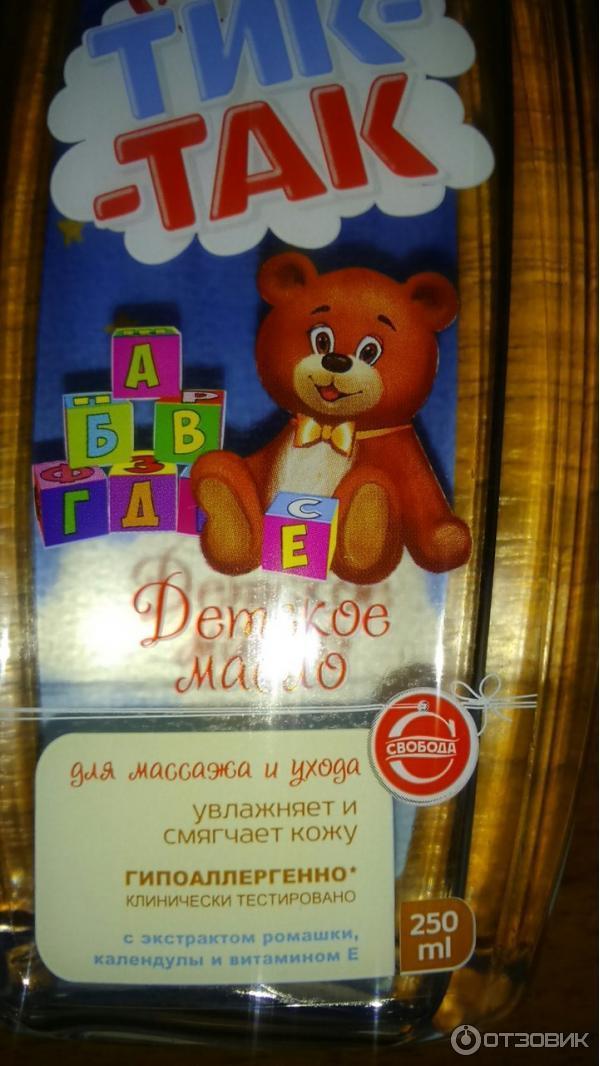 ТИК-
-ТАК
А
Б В Р
Ф З
Г Д
С
Е
Детское
масло
СВОБОДА
для массажа и ухода
увлажняет и
смягчает кожу
ГИПОАЛЛЕРГЕННО*
КЛИНИЧЕСКИ ТЕСТИРОВАНО
с экстрактом ромашки,
календулы и витамином Е
250
ml
ОТЗОВИК